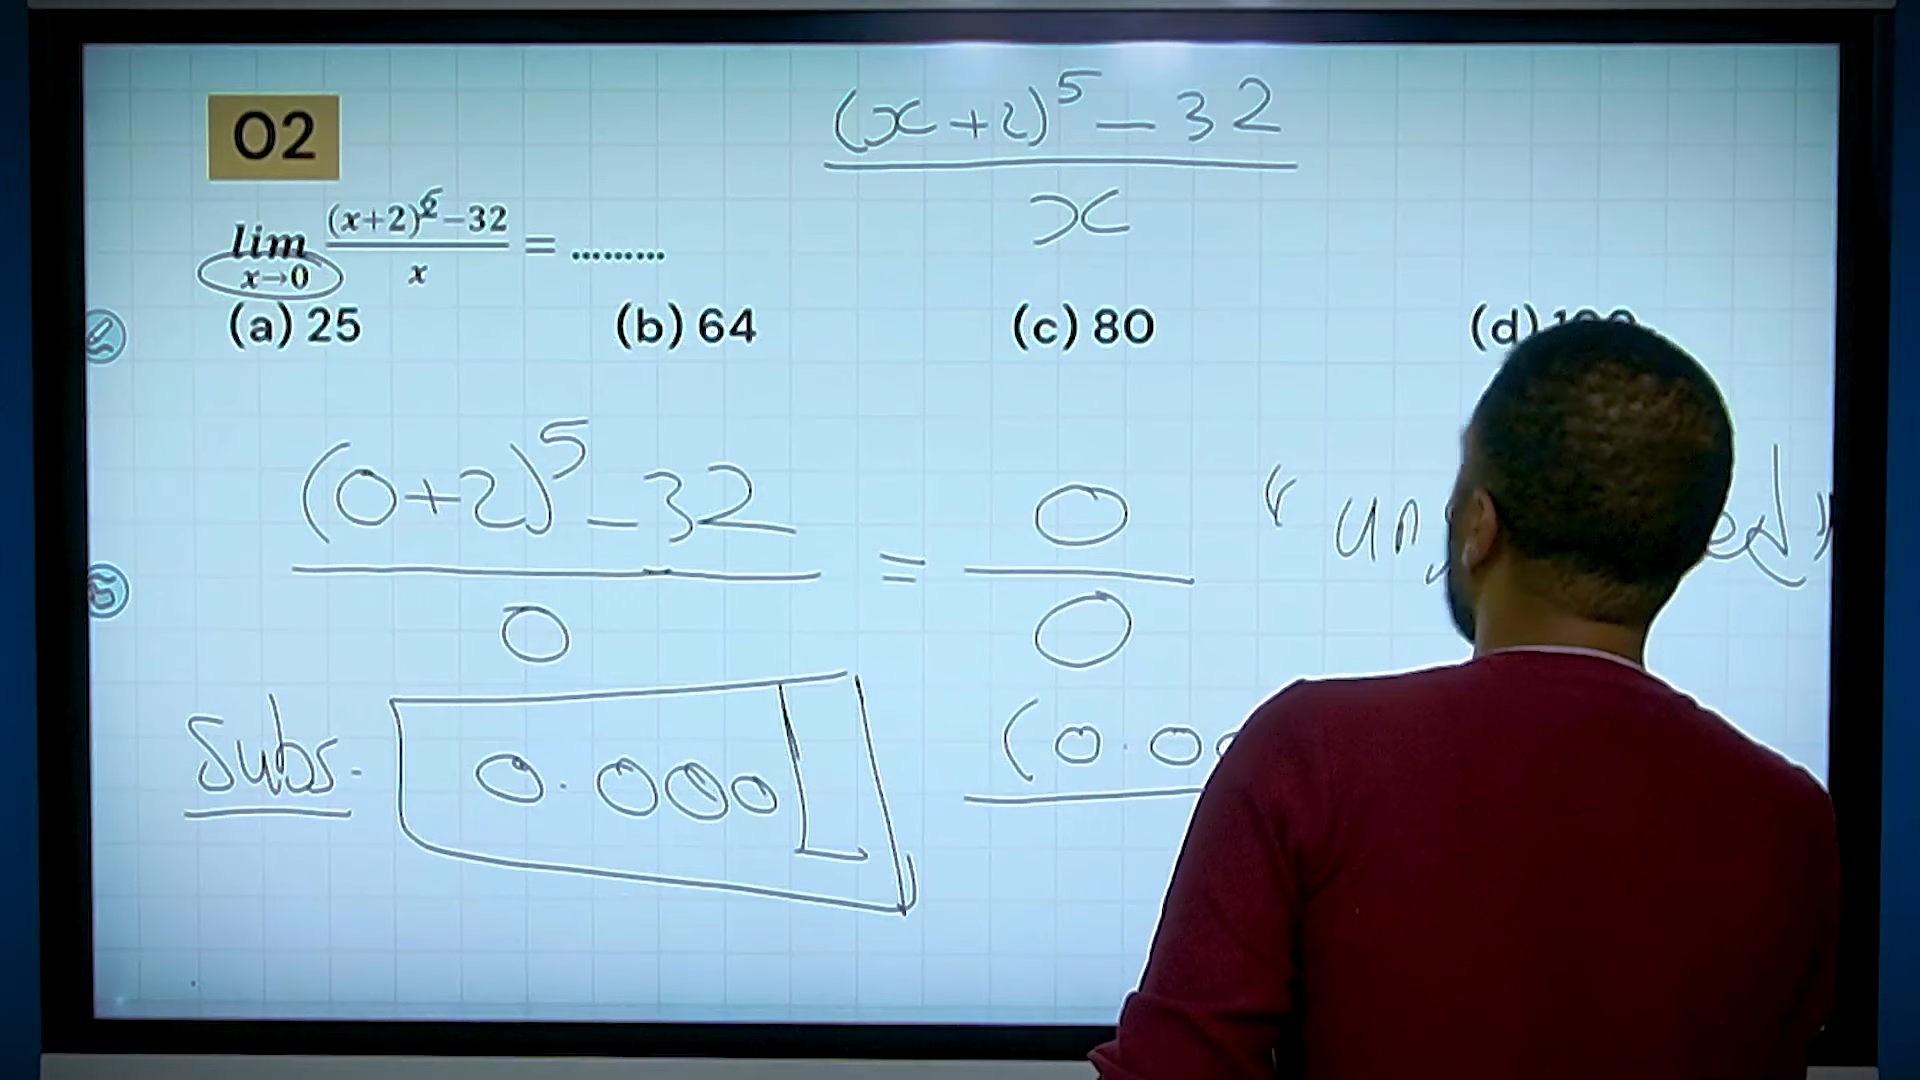 02
(x+2)^5 - 32
x
lim x→0 (x+2)^5 - 32 / x = .........
(a) 25 (b) 64 (c) 80 (d)
(0+2)^5 - 32 / 0 = 0 / 0
Subs. 0.000
(0.00